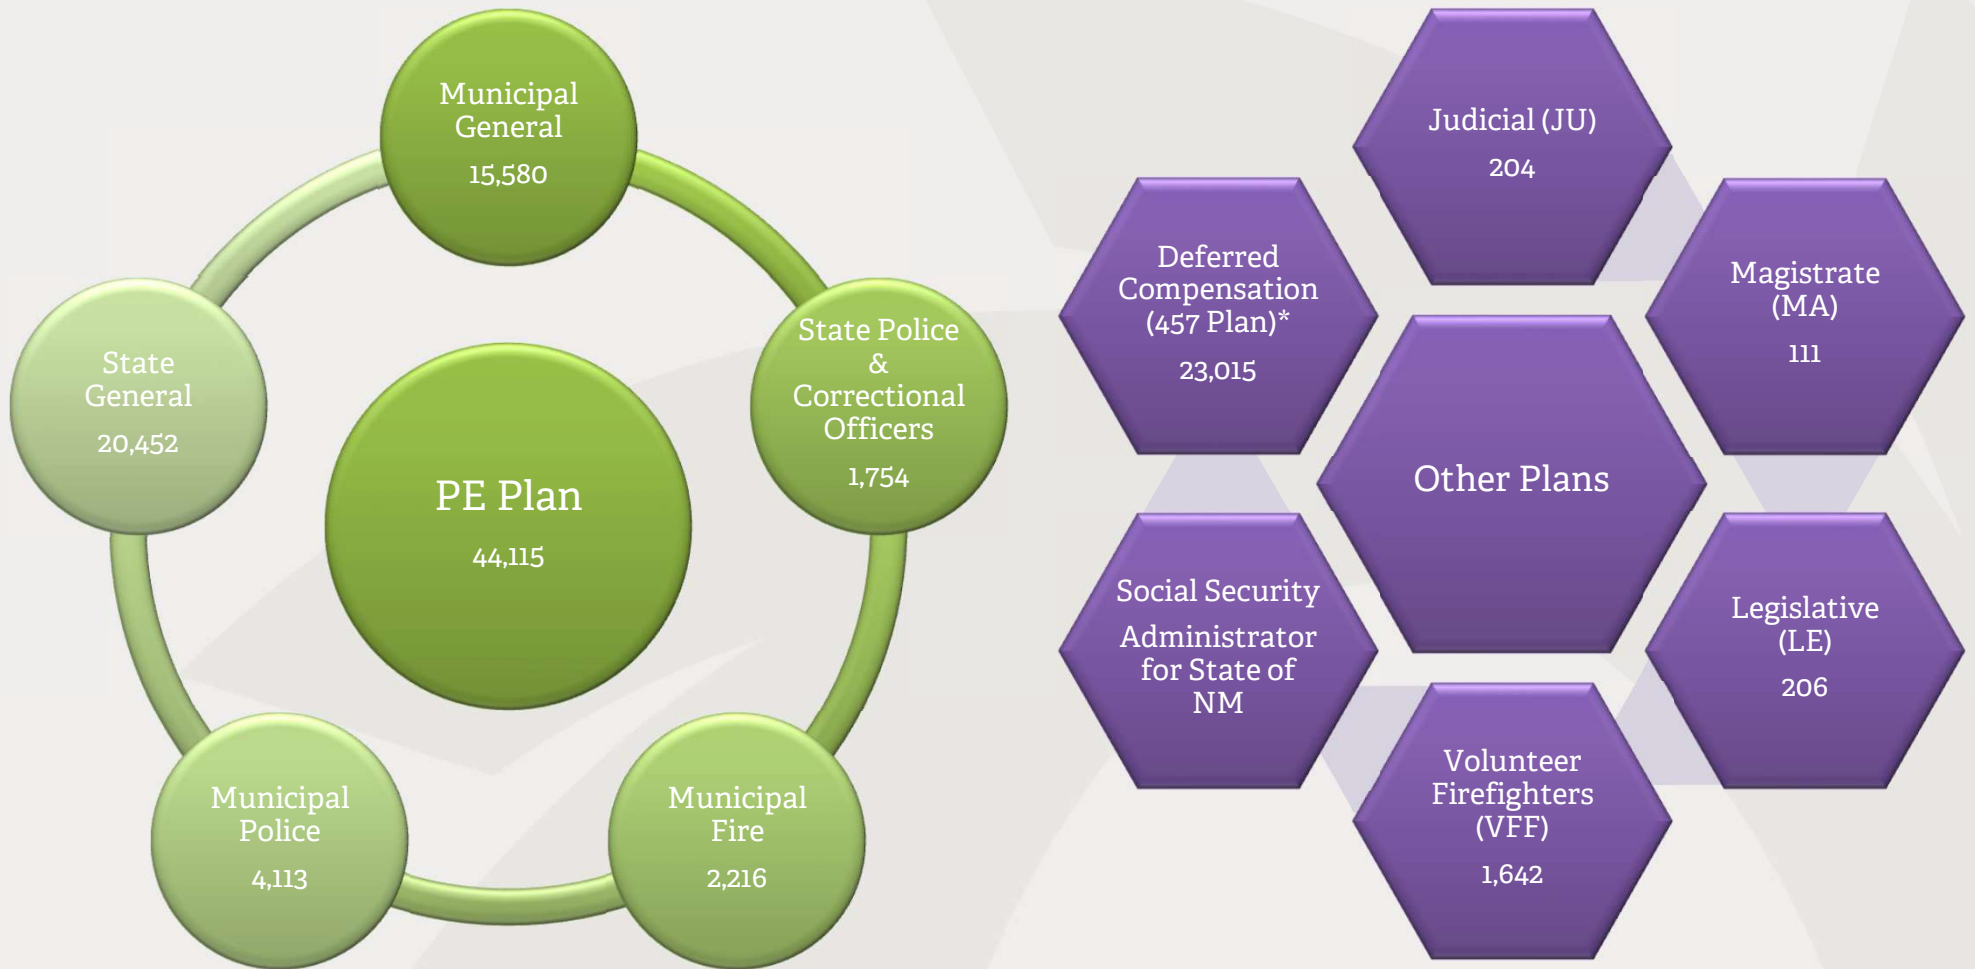 Municipal
General
15,580
State Police
&
Correctional
Officers
1,754
Municipal
Fire
2,216
Municipal
Police
4,113
State
General
20,452
PE Plan
44,115
Judicial (JU)
204
Magistrate
(MA)
111
Legislative
(LE)
206
Volunteer
Firefighters
(VFF)
1,642
Social Security
Administrator
for State of
NM
Deferred
Compensation
(457 Plan)*
23,015
Other Plans